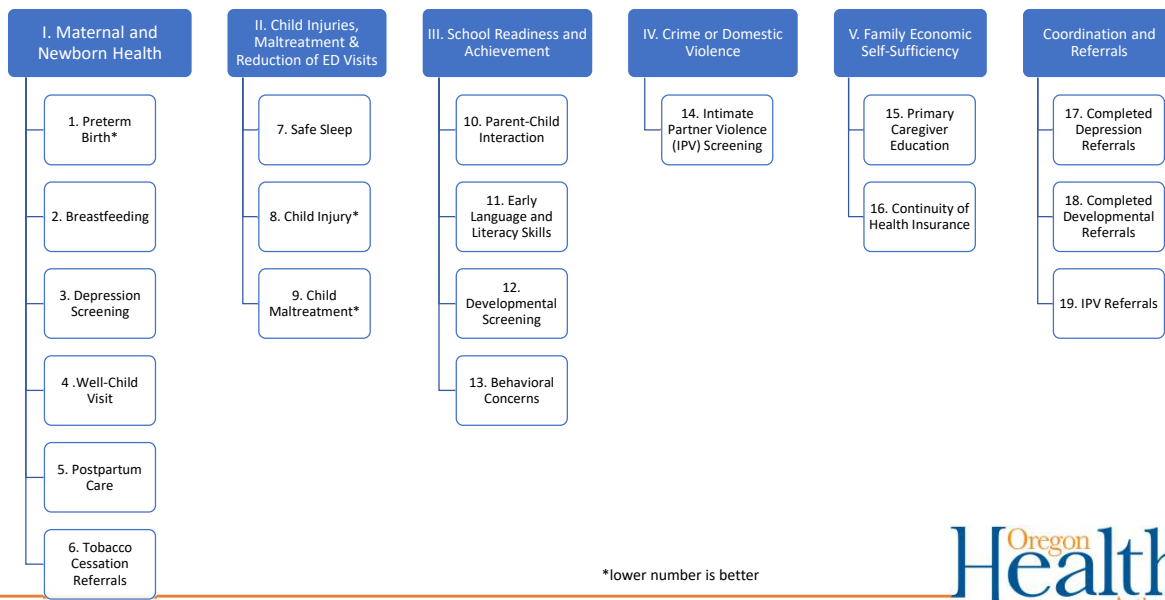 I. Maternal and
Newborn Health
1. Preterm
Birth*
2. Breastfeeding
3. Depression
Screening
4 .Well-Child
Visit
5. Postpartum
Care
6. Tobacco
Cessation
Referrals
II. Child Injuries,
Maltreatment &
Reduction of ED Visits
7. Safe Sleep
8. Child Injury*
9. Child
Maltreatment*
III. School Readiness and
Achievement
10. Parent-Child
Interaction
11. Early
Language and
Literacy Skills
12.
Developmental
Screening
13. Behavioral
Concerns
IV. Crime or Domestic
Violence
14. Intimate
Partner Violence
(IPV) Screening
V. Family Economic
Self-Sufficiency
15. Primary
Caregiver
Education
16. Continuity of
Health Insurance
Coordination and
Referrals
17. Completed
Depression
Referrals
18. Completed
Developmental
Referrals
19. IPV Referrals
*lower number is better
Oregon
Health